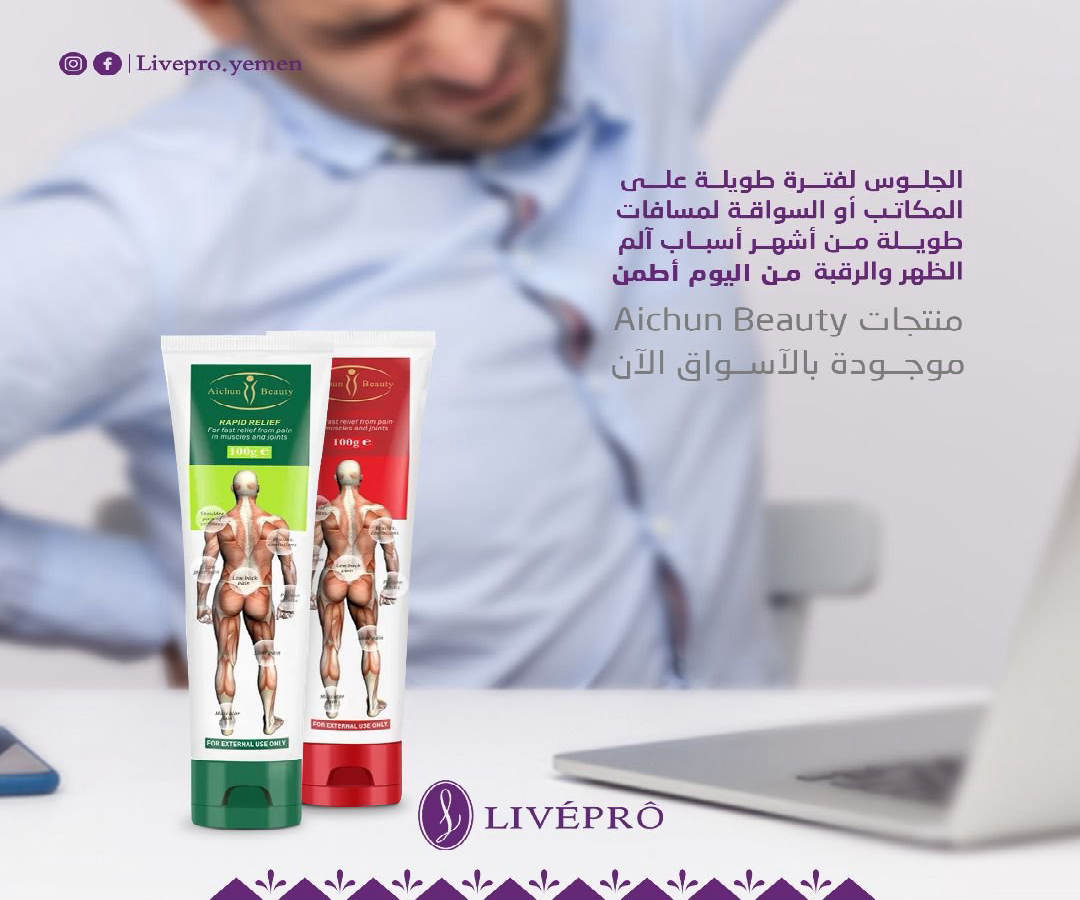 Livepro.yemen
الجلوس لفترة طويلة على
المكاتب أو السواقة لمسافات
طويلة من أشهر أسباب آلم
الظهر والرقبة من اليوم أطمن
منتجات Aichun Beauty
موجودة بالآسواق الآن
Aichun Beauty
RAPID RELIEF
For fast relief from pain
in muscles and joints
100g e
Low back
pain
FOR EXTERNAL USE ONLY
Beauty
ast relief from pain
muscles and joints
100g e
Low back
pain
FOR EXTERNAL USE ONLY
LIVÉPRÔ